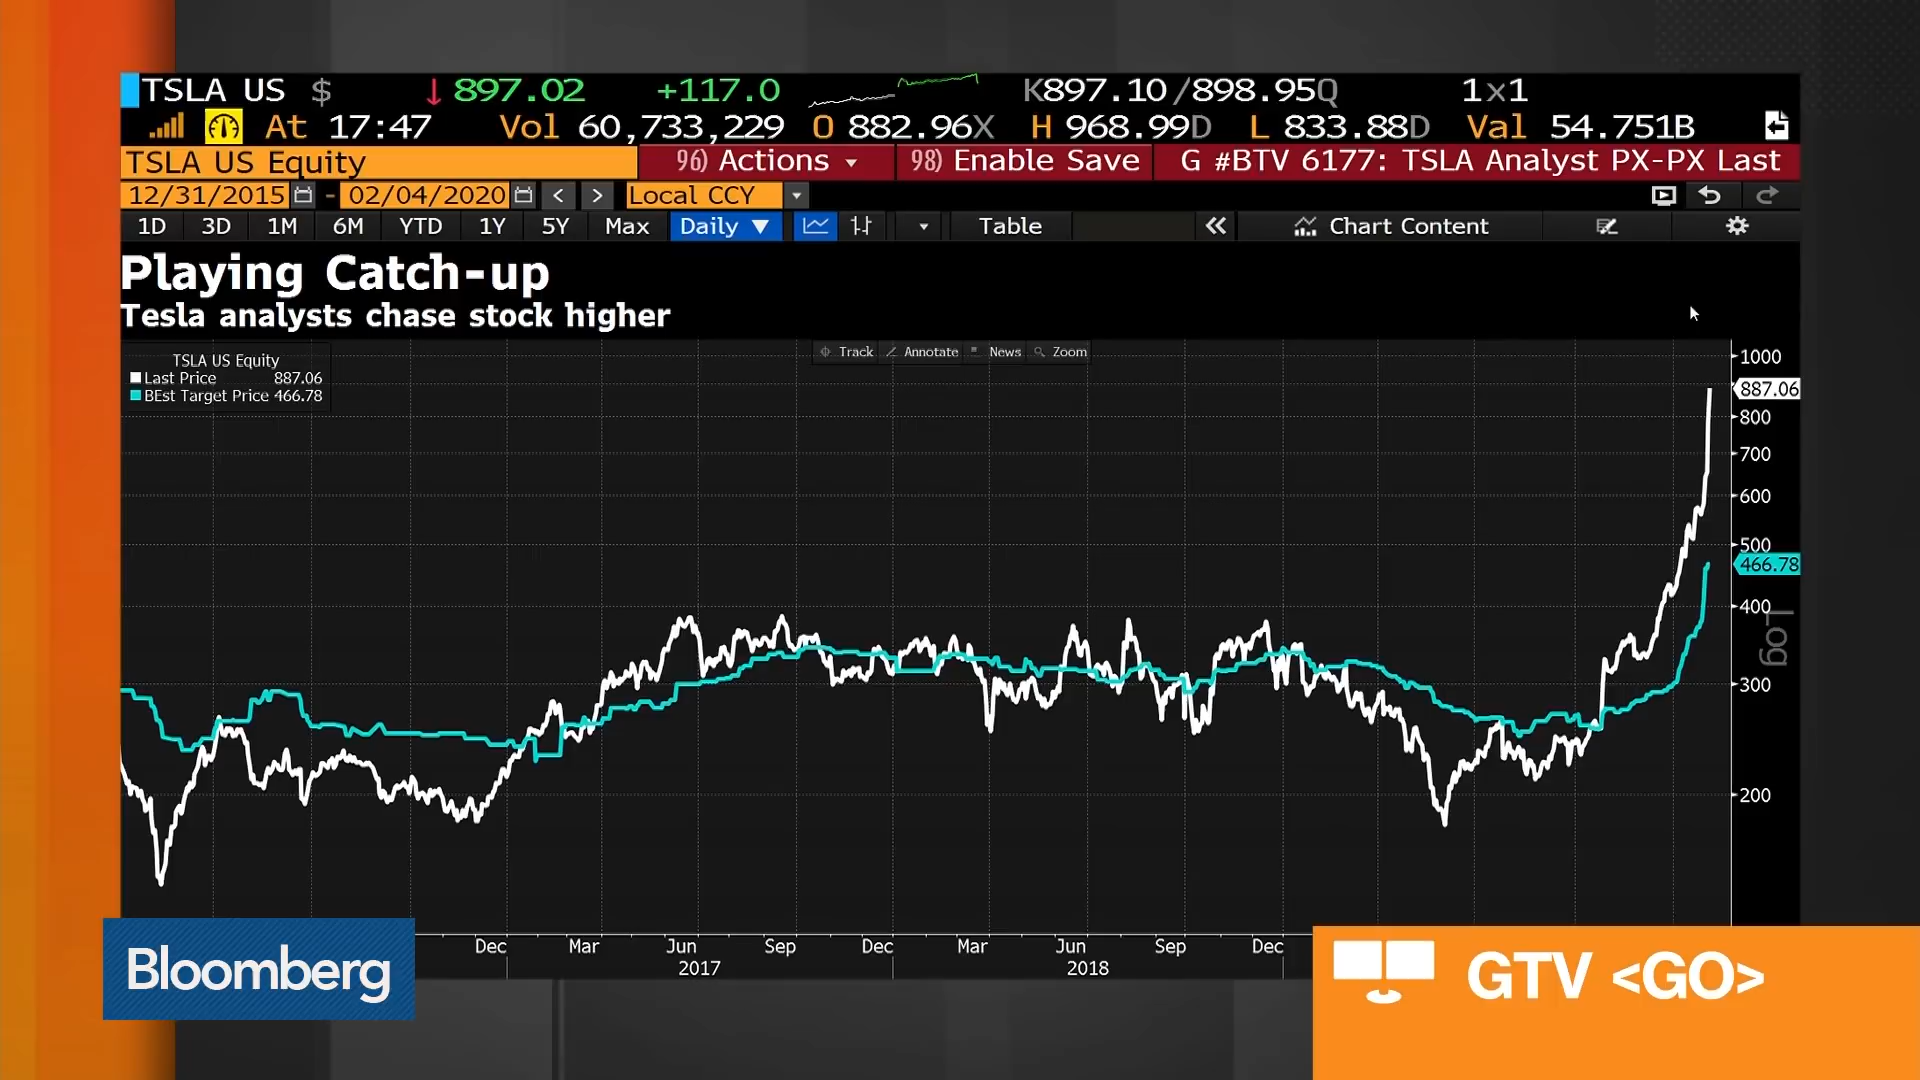 TSLA US $ ↓897.02 +117.0 K897.10/898.95Q 1x1
At 17:47 Vol 60,733,229 O 882.96X H 968.99D L 833.88D Val 54.751B
TSLA US Equity 96) Actions 98) Enable Save G #BTV 6177: TSLA Analyst PX-PX Last
12/31/2015 - 02/04/2020 < > Local CCY
1D 3D 1M 6M YTD 1Y 5Y Max Daily ▼ Table « Chart Content
Playing Catch-up
Tesla analysts chase stock higher
Track Annotate News Zoom
TSLA US Equity
Last Price 887.06
BEst Target Price 466.78
1000
887.06
800
700
600
500
466.78
400
Log
300
200
Dec Mar Jun Sep Dec Mar Jun Sep Dec
2017 2018
Bloomberg
GTV <GO>